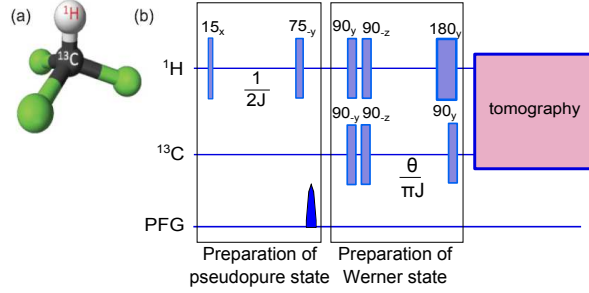 (a)
¹H
¹³C
(b)
15ₓ
75₋y
90y
90₋z
180y
¹H
1
2J
90₋y
90₋z
90y
¹³C
θ
πJ
tomography
PFG
Preparation of
pseudopure state
Preparation of
Werner state